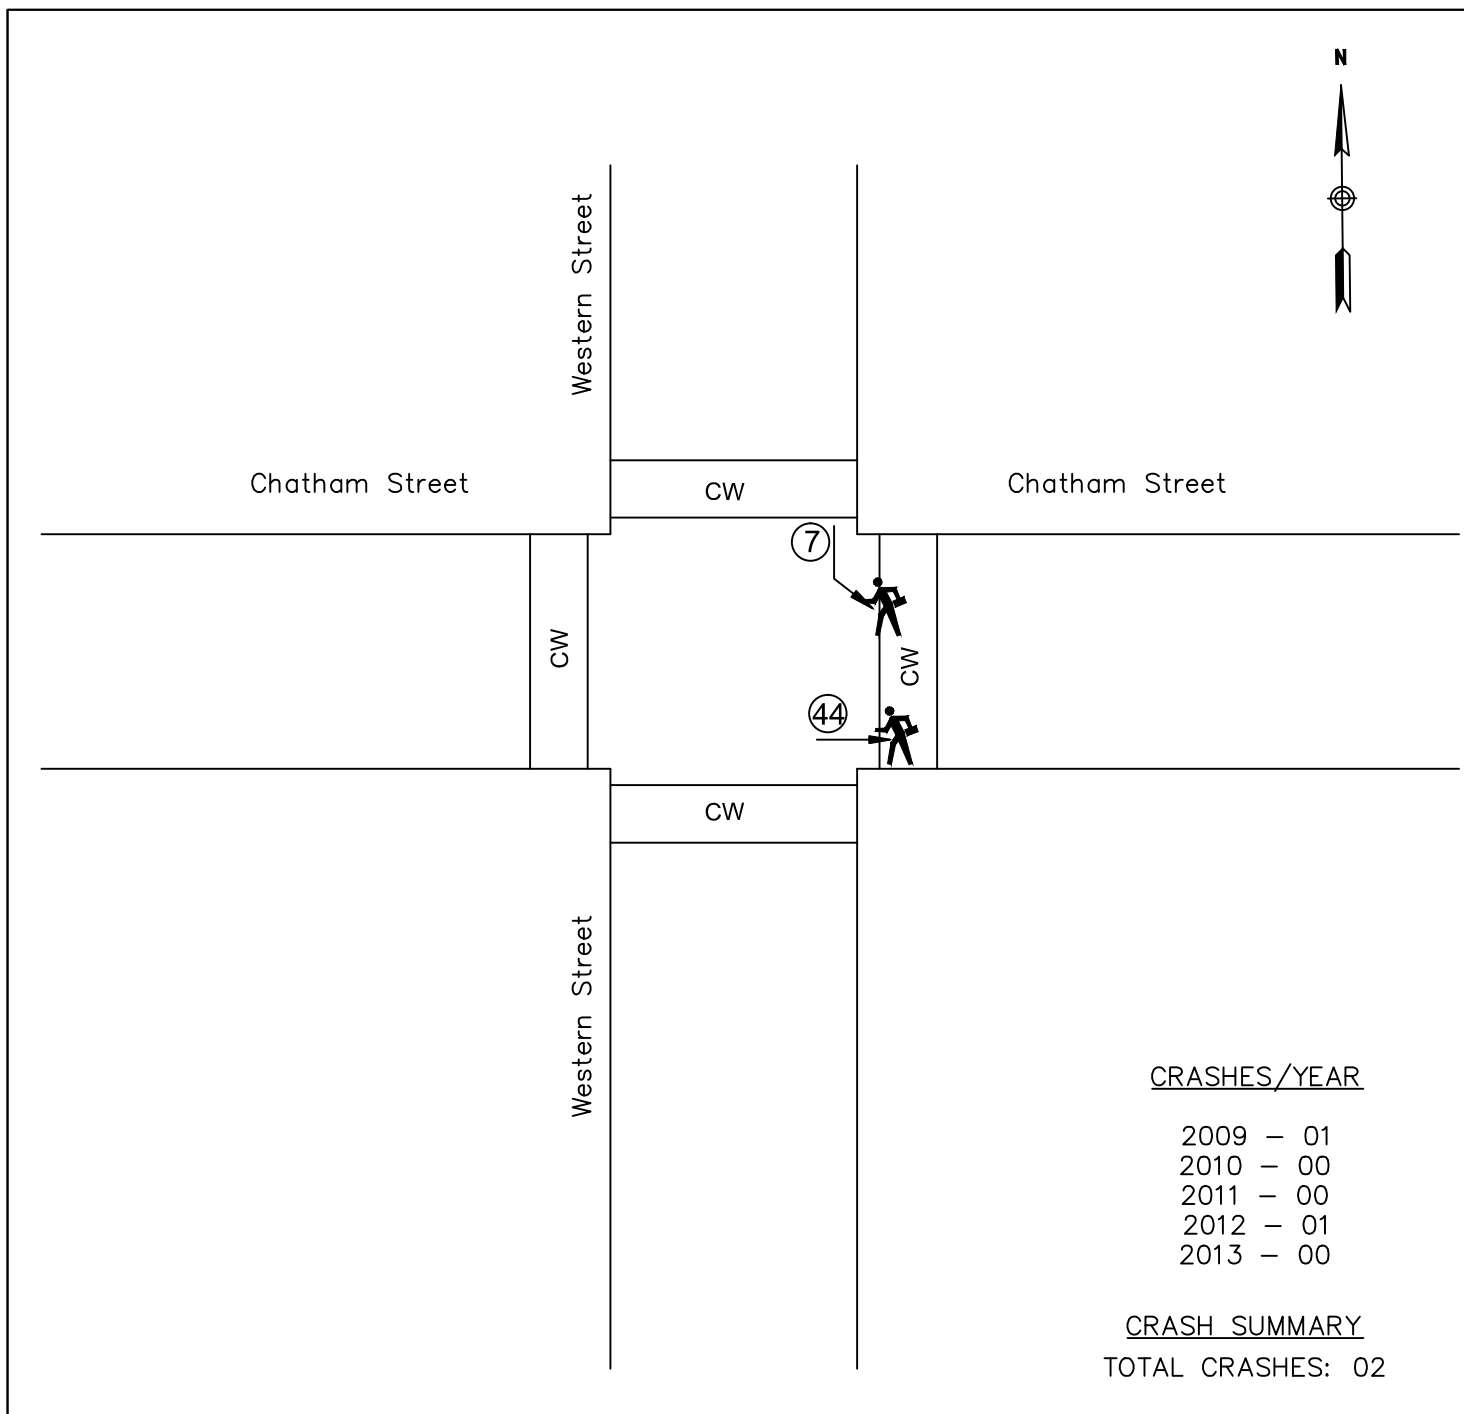 N
Western Street
Chatham Street
Chatham Street
CW
7
CW
CW
44
CW
Western Street
CRASHES/YEAR
2009 - 01
2010 - 00
2011 - 00
2012 - 01
2013 - 00
CRASH SUMMARY
TOTAL CRASHES: 02